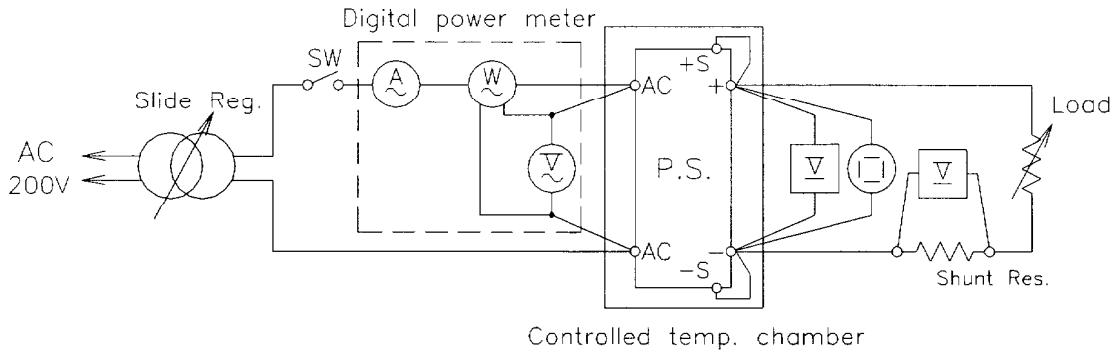 Digital power meter
SW
A
W
AC
+S
+
Slide Reg.
Load
AC
200V
V
P.S.
V
V
AC
-
-S
Shunt Res.
Controlled temp. chamber